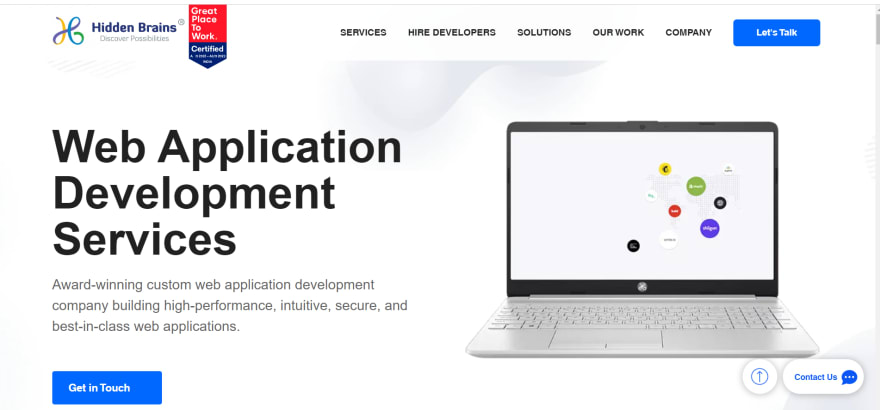 Hidden Brains
Discover Possibilities
Great
Place
To
Work.
Certified
INDIA
SERVICES
HIRE DEVELOPERS
SOLUTIONS
OUR WORK
COMPANY
Let's Talk
Web Application
Development
Services
Award-winning custom web application development
company building high-performance, intuitive, secure, and
best-in-class web applications.
Get in Touch
Contact Us